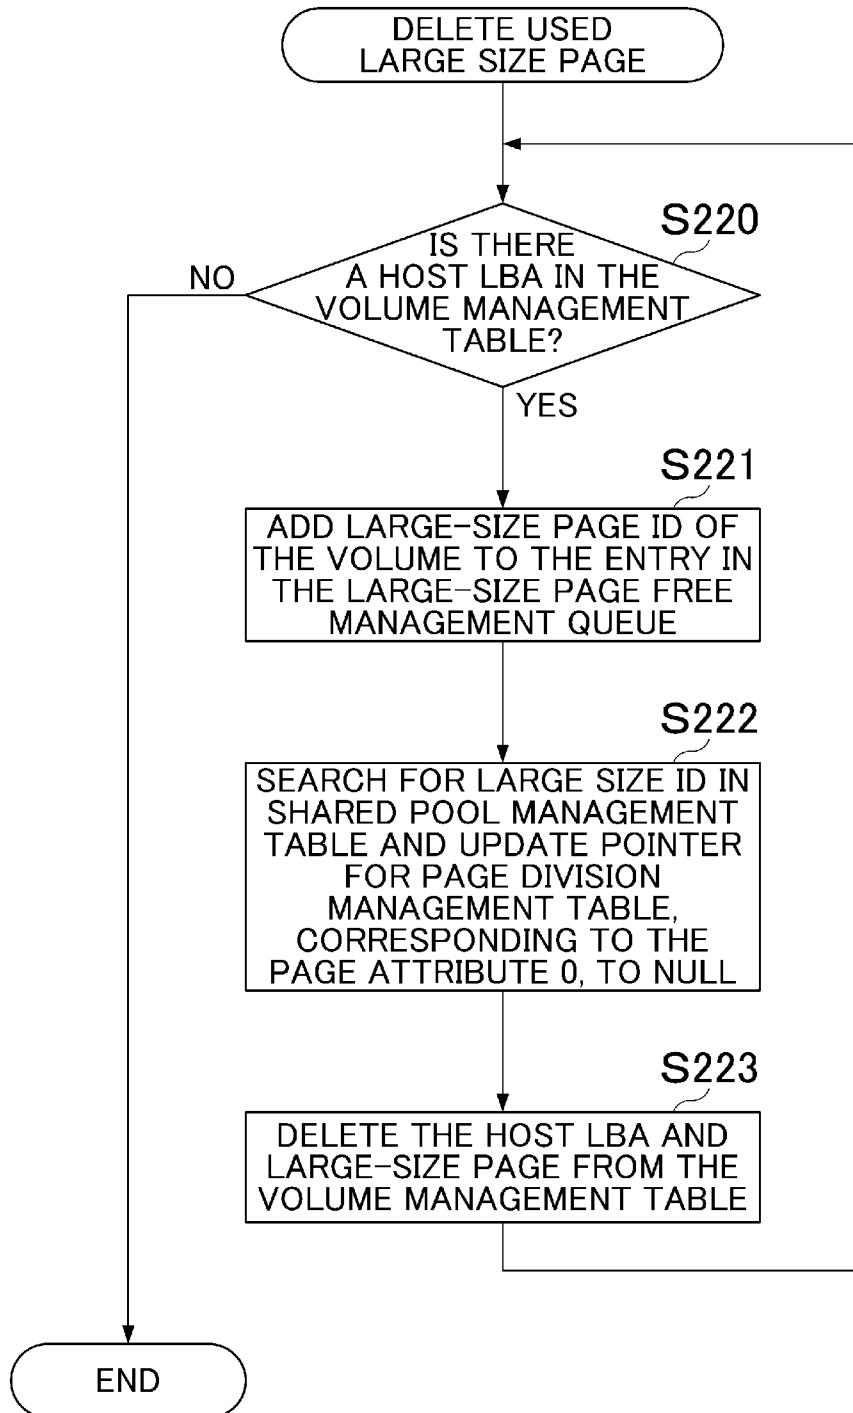 DELETE USED
LARGE SIZE PAGE
S220
IS THERE
A HOST LBA IN THE
VOLUME MANAGEMENT
TABLE?
NO
YES
S221
ADD LARGE-SIZE PAGE ID OF
THE VOLUME TO THE ENTRY IN
THE LARGE-SIZE PAGE FREE
MANAGEMENT QUEUE
S222
SEARCH FOR LARGE SIZE ID IN
SHARED POOL MANAGEMENT
TABLE AND UPDATE POINTER
FOR PAGE DIVISION
MANAGEMENT TABLE,
CORRESPONDING TO THE
PAGE ATTRIBUTE 0, TO NULL
S223
DELETE THE HOST LBA AND
LARGE-SIZE PAGE FROM THE
VOLUME MANAGEMENT TABLE
END